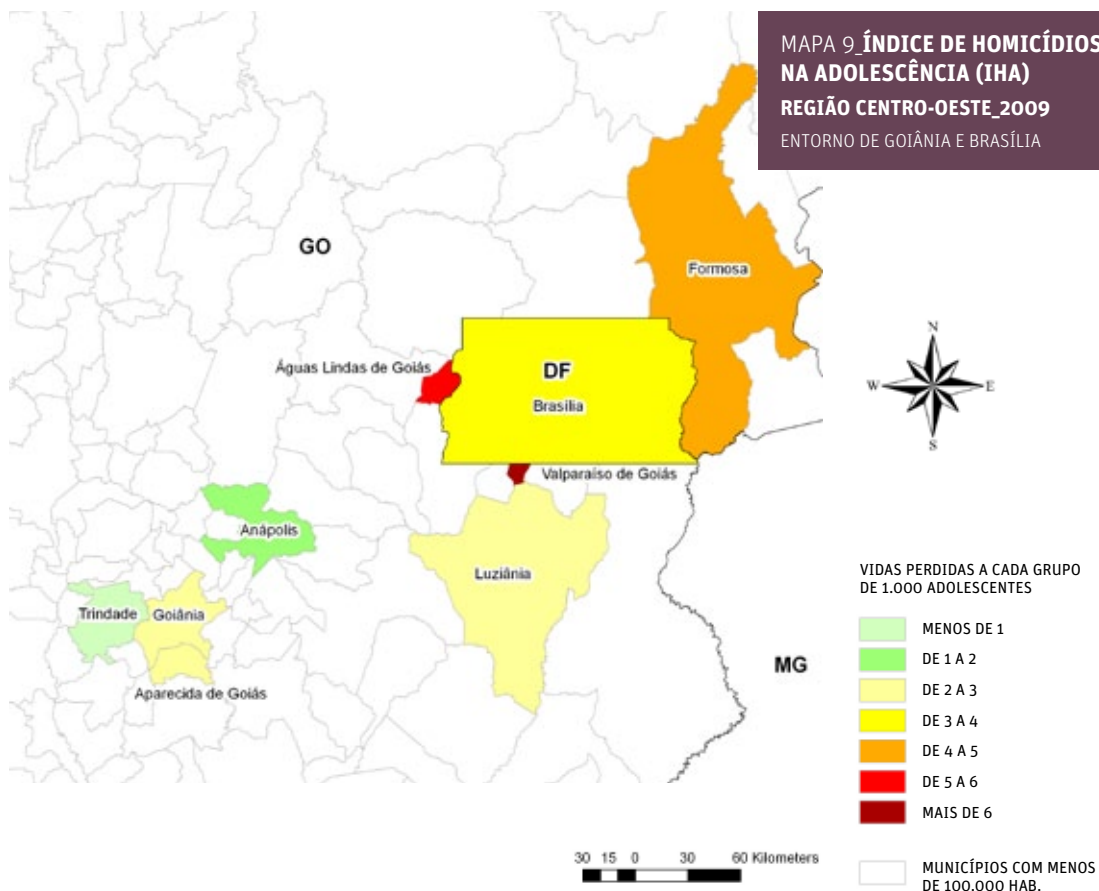 MAPA 9_ÍNDICE DE HOMICÍDIOS
NA ADOLESCÊNCIA (IHA)
REGIÃO CENTRO-OESTE_2009
ENTORNO DE GOIÂNIA E BRASÍLIA
GO
Formosa
Águas Lindas de Goiás
DF
Brasília
Valparaíso de Goiás
Anápolis
Luziânia
Trindade
Goiânia
Aparecida de Goiás
MG
N
W
E
S
VIDAS PERDIDAS A CADA GRUPO
DE 1.000 ADOLESCENTES
MENOS DE 1
DE 1 A 2
DE 2 A 3
DE 3 A 4
DE 4 A 5
DE 5 A 6
MAIS DE 6
MUNICÍPIOS COM MENOS
DE 100.000 HAB.
30 15 0 30 60 Kilometers